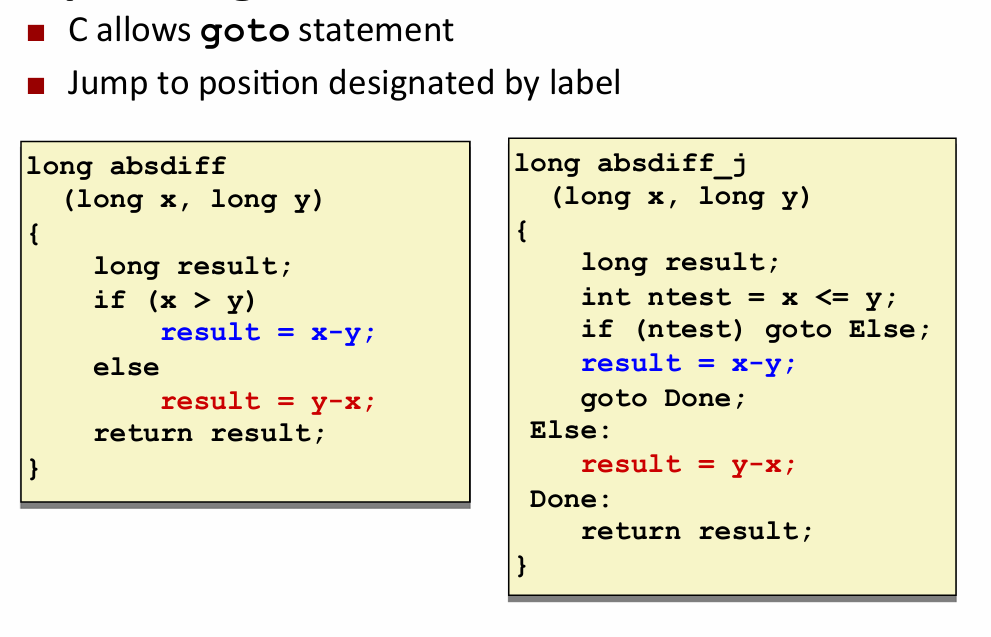 C allows goto statement
Jump to position designated by label
long absdiff
(long x, long y)
{
long result;
if (x > y)
result = x-y;
else
result = y-x;
return result;
}
long absdiff_j
(long x, long y)
{
long result;
int ntest = x <= y;
if (ntest) goto Else;
result = x-y;
goto Done;
Else:
result = y-x;
Done:
return result;
}